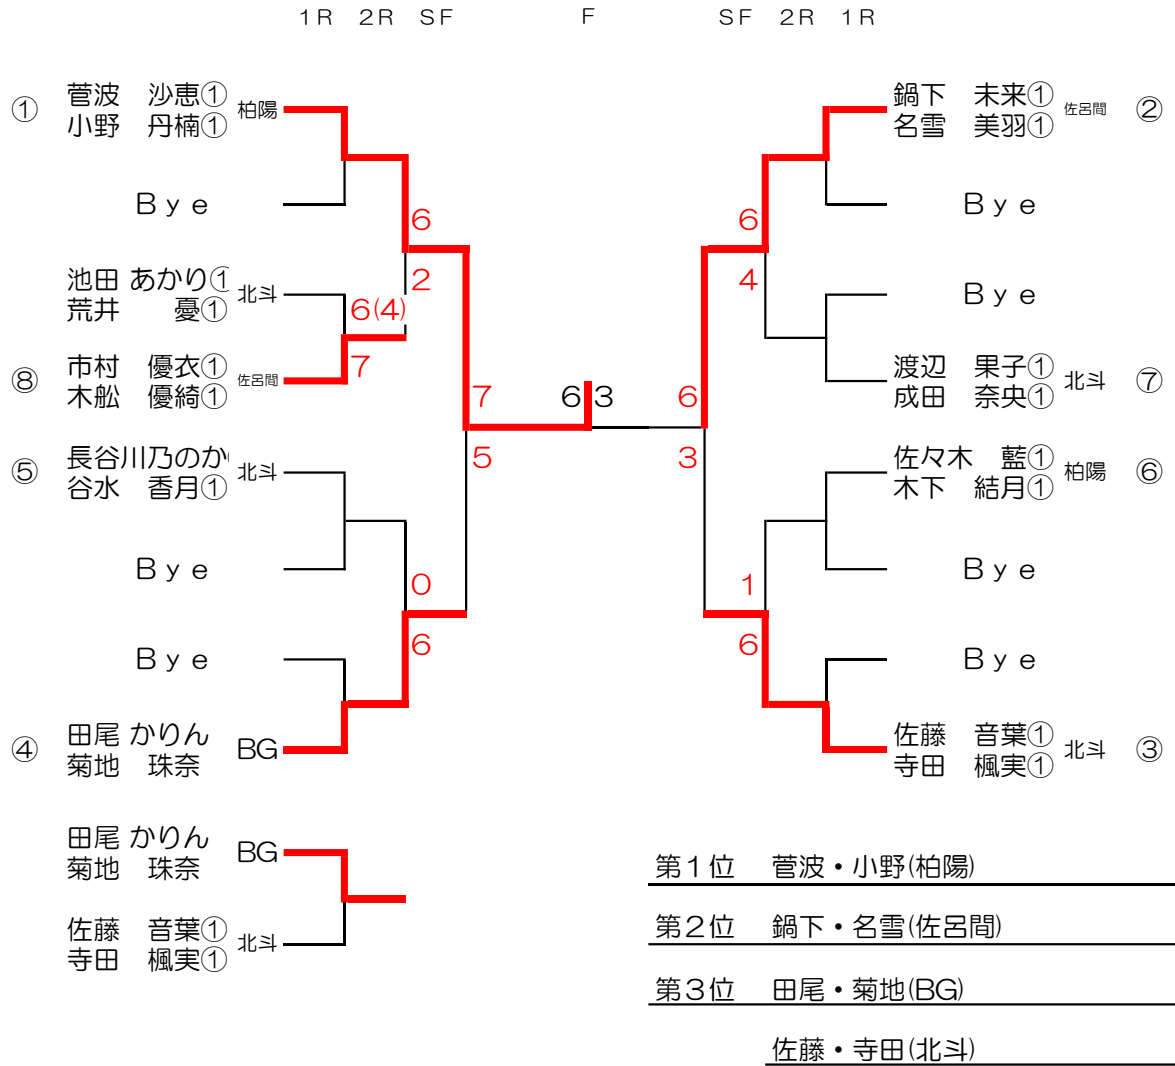 1R 2R SF F SF 2R 1R
① 菅波 沙恵① 柏陽
小野 丹楠①
Bye
6
池田 あかり① 北斗
荒井 憂①
2
6(4)
7
⑧ 市村 優衣① 佐呂間
木舩 優綺①
7
5
⑤ 長谷川乃のか 北斗
谷水 香月①
Bye
0
6
Bye
④ 田尾 かりん BG
菊地 珠奈
6 3
鍋下 未来① 佐呂間 ②
名雪 美羽①
Bye
6
4
Bye
渡辺 果子① 北斗 ⑦
成田 奈央①
6
3
佐々木 藍① 柏陽 ⑥
木下 結月①
Bye
1
6
Bye
佐藤 音葉① 北斗 ③
寺田 楓実①
田尾 かりん BG
菊地 珠奈
佐藤 音葉① 北斗
寺田 楓実①
第1位 菅波・小野(柏陽)
第2位 鍋下・名雪(佐呂間)
第3位 田尾・菊地(BG)
佐藤・寺田(北斗)